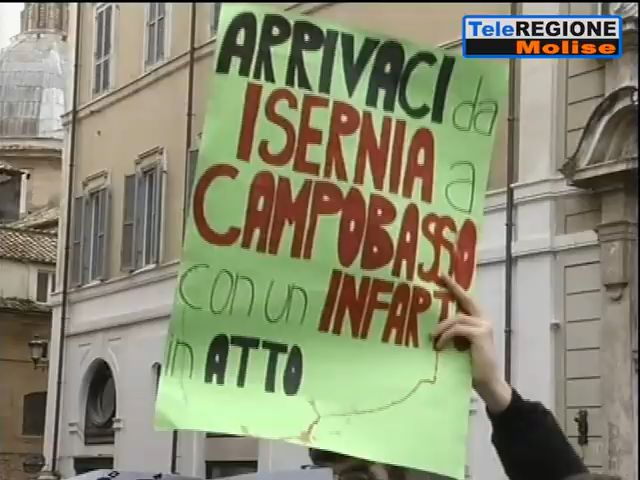 TeleREGIONE
Molise
ARRIVACI da
ISERNIA a
CAMPOBASSO
con un INFARTO
in ATTO